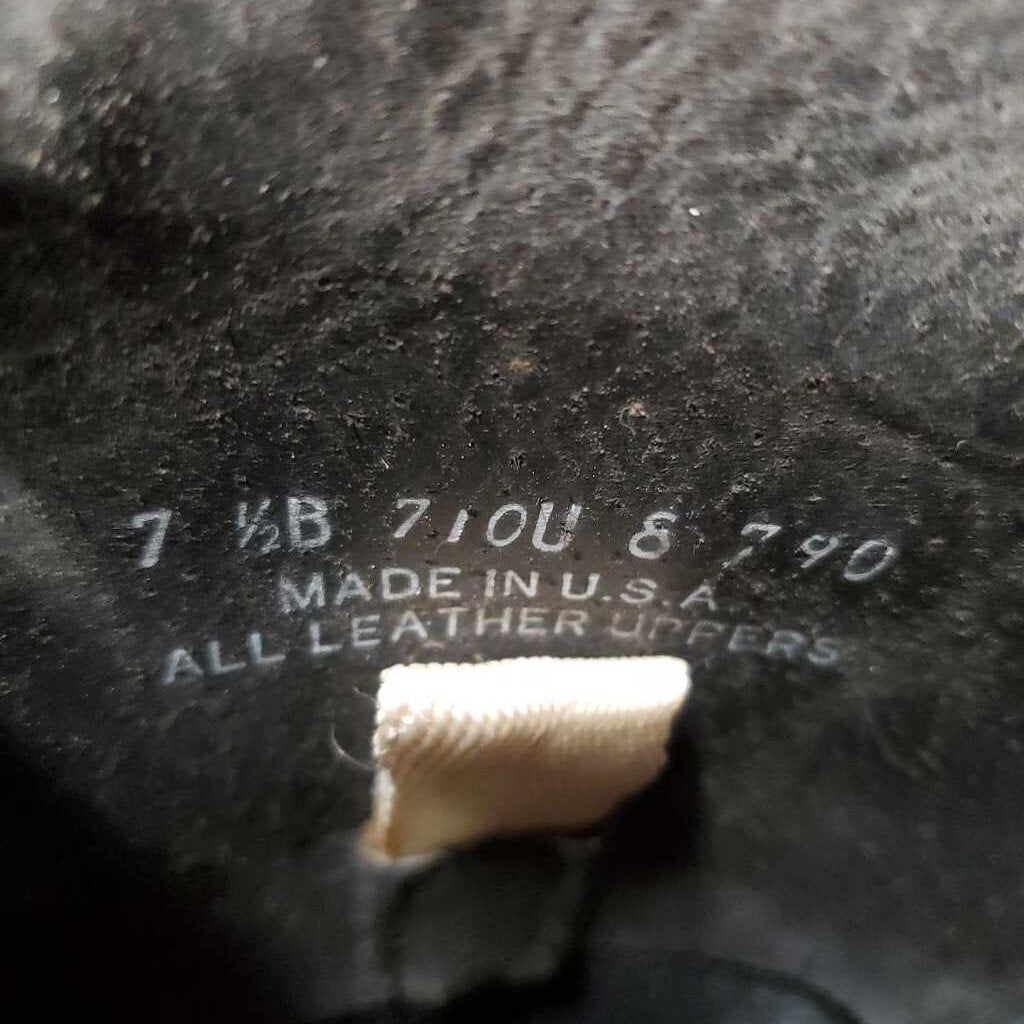 7 ½B 710U 8 790
MADE IN U.S.A.
ALL LEATHER UPPERS